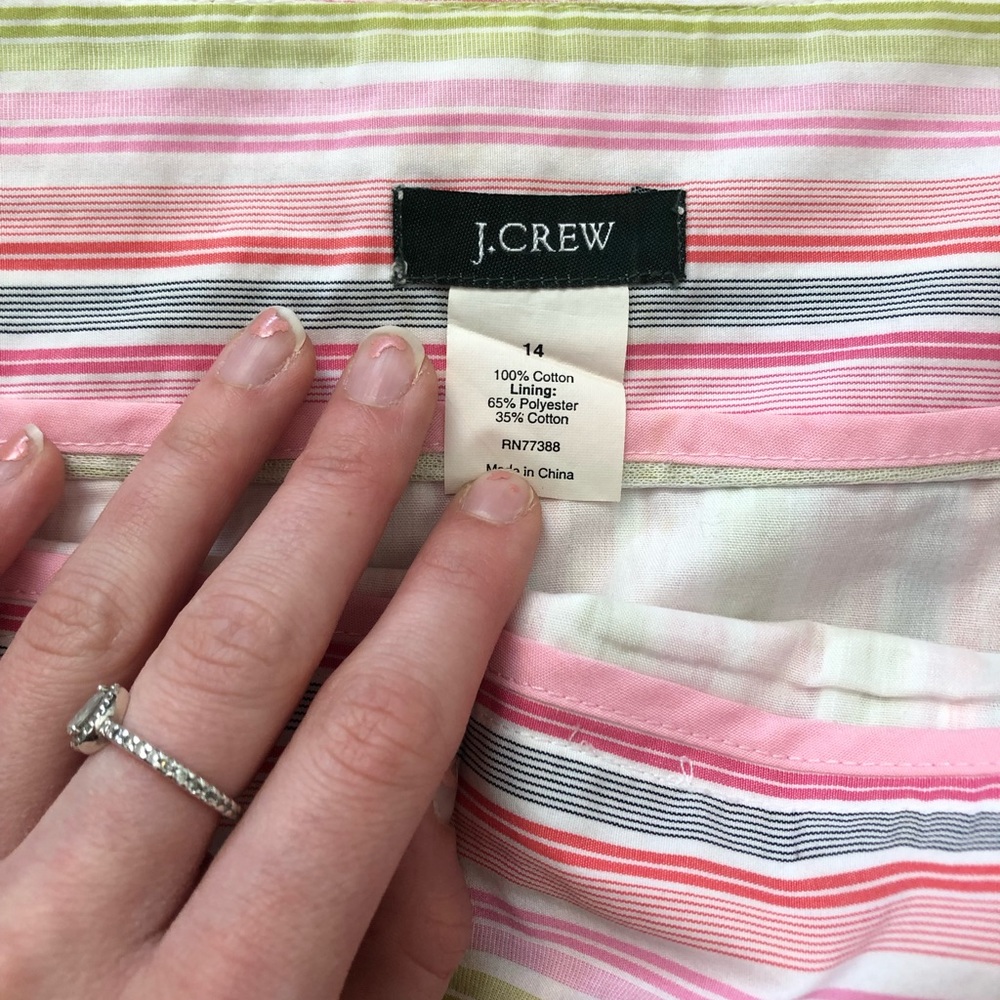 J.CREW
14
100% Cotton
Lining:
65% Polyester
35% Cotton
RN77388
Made in China